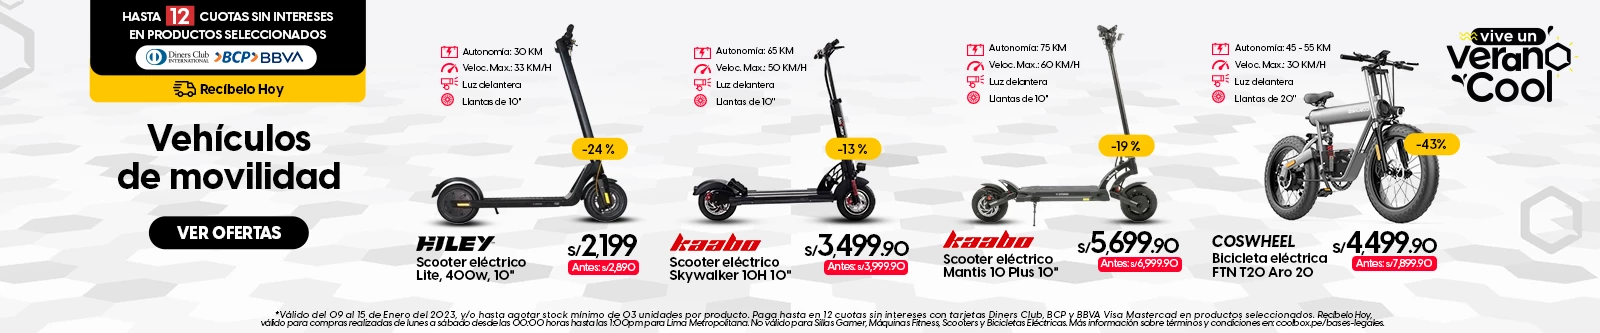 HASTA 12 CUOTAS SIN INTERESES
EN PRODUCTOS SELECCIONADOS
Diners Club INTERNATIONAL >BCP> BBVA
Recíbelo Hoy
Vehículos
de movilidad
VER OFERTAS
Autonomía: 30 KM
Veloc. Max.: 33 KM/H
Luz delantera
Llantas de 10"
-24 %
HILEY
Scooter eléctrico
Lite, 400w, 10"
S/2,199
Antes: s/2,890
Autonomía: 65 KM
Veloc. Max.: 50 KM/H
Luz delantera
Llantas de 10"
-13 %
kaabo
Scooter eléctrico
Skywalker 10H 10"
S/3,499.90
Antes: s/3,999.90
Autonomía: 75 KM
Veloc. Max.: 60 KM/H
Luz delantera
Llantas de 10"
-19 %
kaabo
Scooter eléctrico
Mantis 10 Plus 10"
S/5,699.90
Antes: s/6,999.90
Autonomía: 45 - 55 KM
Veloc. Max.: 30 KM/H
Luz delantera
Llantas de 20"
-43%
COSWHEEL
Bicicleta eléctrica
FTN T20 Aro 20
S/4,499.90
Antes: s/7,899.90
vive un
verano
Cool
*Válido del 09 al 15 de Enero del 2023, y/o hasta agotar stock mínimo de 03 unidades por producto. Paga hasta en 12 cuotas sin intereses con tarjetas Diners Club, BCP y BBVA Visa Mastercad en productos seleccionados. Recíbelo Hoy,
válido para compras realizadas de lunes a sábado desde las 00:00 horas hasta las 1:00pm para Lima Metropolitana. No válido para Sillas Gamer, Máquinas Fitness, Scooters y Bicicletas Eléctricas. Más información sobre términos y condiciones en: coolbox.pe/bases-legales.